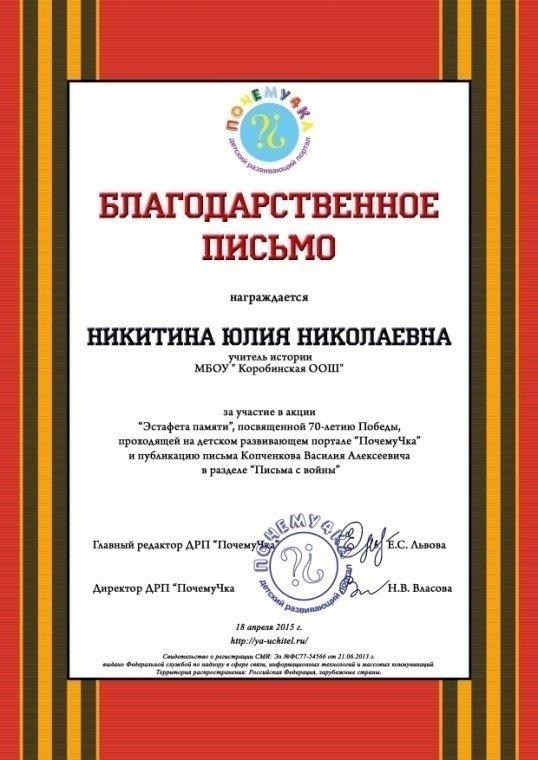 ПОЧЕМУЧКА
детский развивающий портал
БЛАГОДАРСТВЕННОЕ
ПИСЬМО
награждается
НИКИТИНА ЮЛИЯ НИКОЛАЕВНА
учитель истории
МБОУ " Коробинская ООШ"
за участие в акции
“Эстафета памяти”, посвященной 70-летию Победы,
проходящей на детском развивающем портале “ПочемуЧка”
и публикацию письма Копченкова Василия Алексеевича
в разделе “Письма с войны”
Главный редактор ДРП “ПочемуЧка” Е.С. Львова
ПОЧЕМУЧКА
детский развивающий портал
Директор ДРП “ПочемуЧка Н.В. Власова
18 апреля 2015 г.
http://ya-uchitel.ru/
Свидетельство о регистрации СМИ: Эл №ФС77-54566 от 21.06.2013 г.
выдано Федеральной службой по надзору в сфере связи, информационных технологий и массовых коммуникаций.
Территория распространения: Российская Федерация, зарубежные страны.